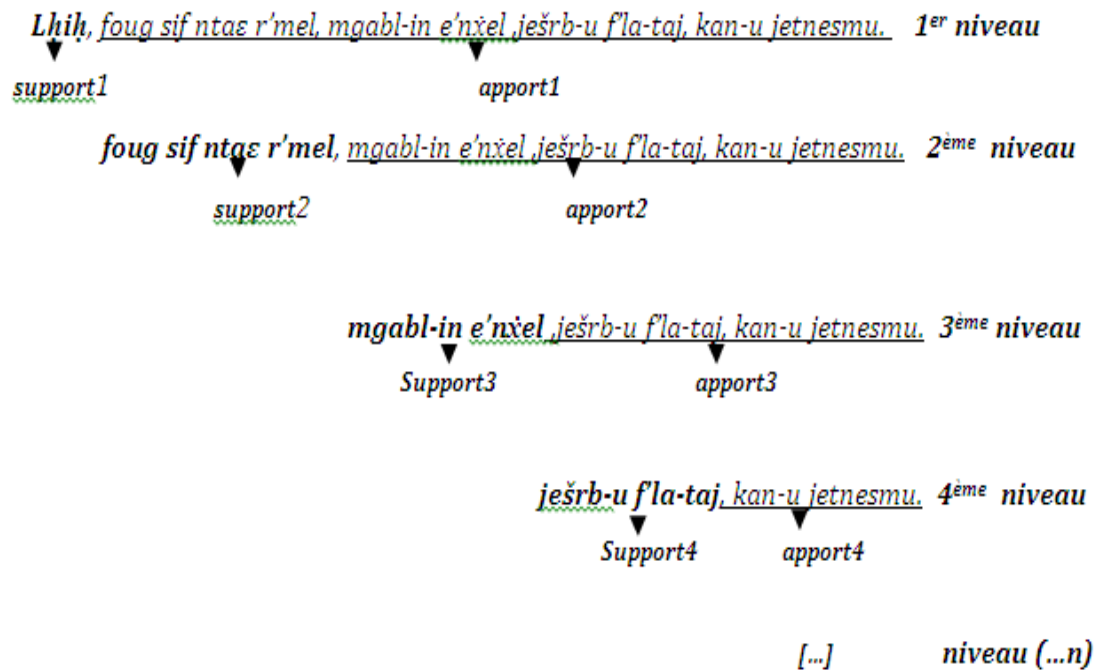 Lhiḥ, foug sif ntaɛ r’mel, mgabl-in e’nẋel ,ješrb-u f’la-taj, kan-u jetnesmu. 1er niveau
support1 apport1
foug sif ntaɛ r’mel, mgabl-in e’nẋel ,ješrb-u f’la-taj, kan-u jetnesmu. 2ème niveau
support2 apport2
mgabl-in e’nẋel ,ješrb-u f’la-taj, kan-u jetnesmu. 3ème niveau
Support3 apport3
ješrb-u f’la-taj, kan-u jetnesmu. 4ème niveau
Support4 apport4
[...] niveau (...n)